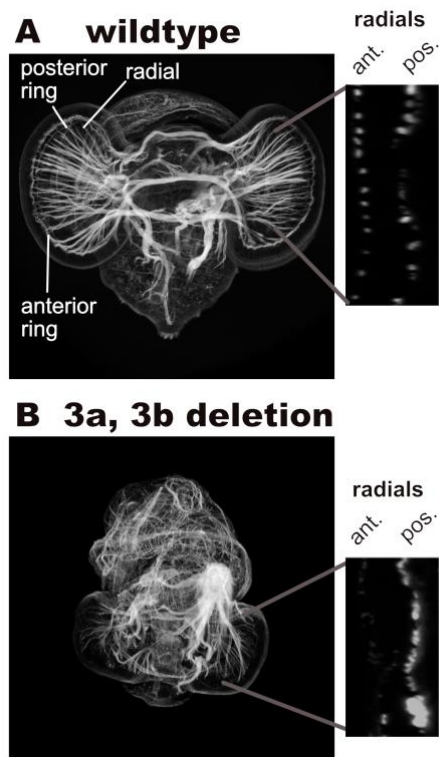 A wildtype
posterior
ring
radial
anterior
ring
radials
ant.
pos.
B 3a, 3b deletion
radials
ant.
pos.